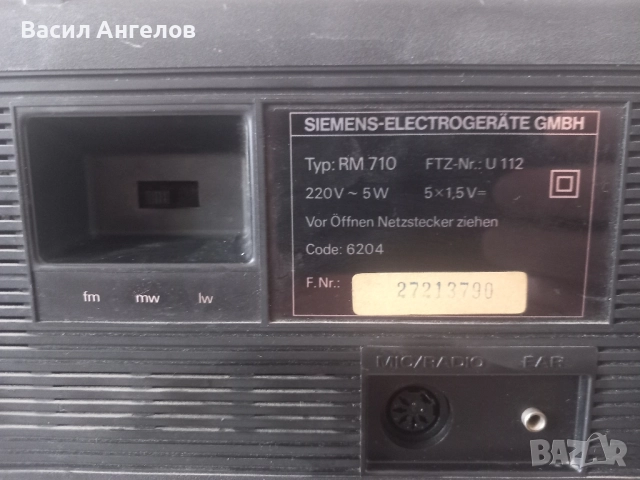 Васил Ангелов
SIEMENS-ELECTROGERÄTE GMBH
Typ: RM 710 FTZ-Nr.: U 112
220V ~ 5W 5×1,5V=
Vor Öffnen Netzstecker ziehen
Code: 6204
F.Nr.: 27213790
fm mw lw
MIC/RADIO EAR
BAZAR